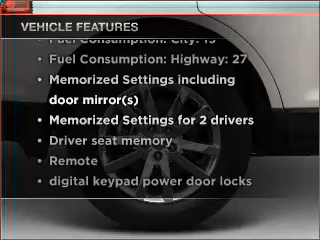 VEHICLE FEATURES
• Fuel Consumption: City: 15
• Fuel Consumption: Highway: 27
• Memorized Settings including
door mirror(s)
• Memorized Settings for 2 drivers
• Driver seat memory
• Remote
• digital keypad power door locks